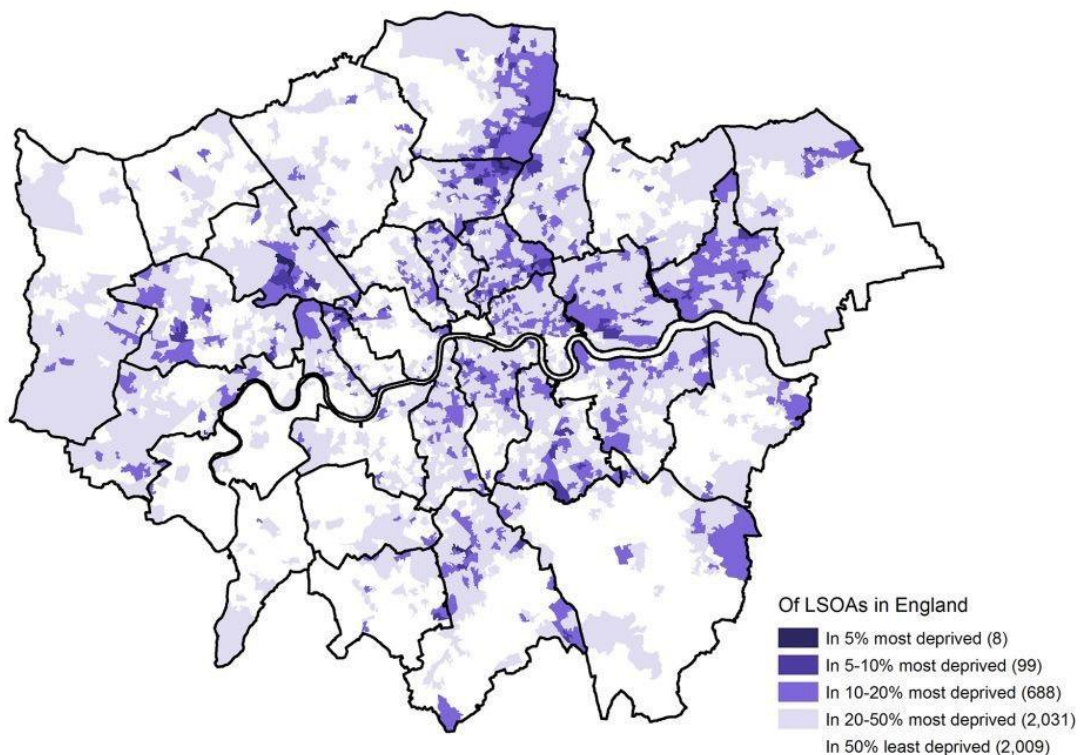 Of LSOAs in England
In 5% most deprived (8)
In 5-10% most deprived (99)
In 10-20% most deprived (688)
In 20-50% most deprived (2,031)
In 50% least deprived (2,009)